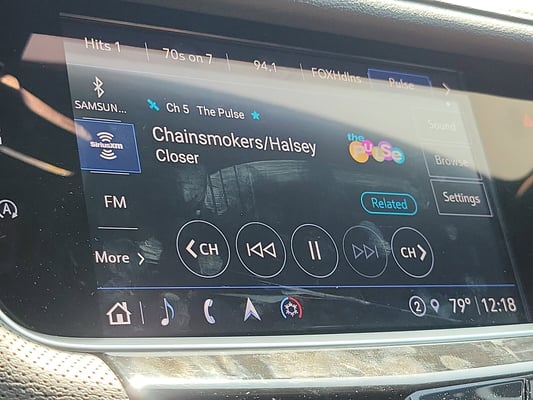 Hits 1 70s on 7 94.1 FOXHdlns Pulse
SAMSUN...
Ch 5 The Pulse
Sound
SiriusXM
Chainsmokers/Halsey
Closer
the PULSE
Browse
FM
Related
Settings
More
CH
CH
A
2 79° 12:18